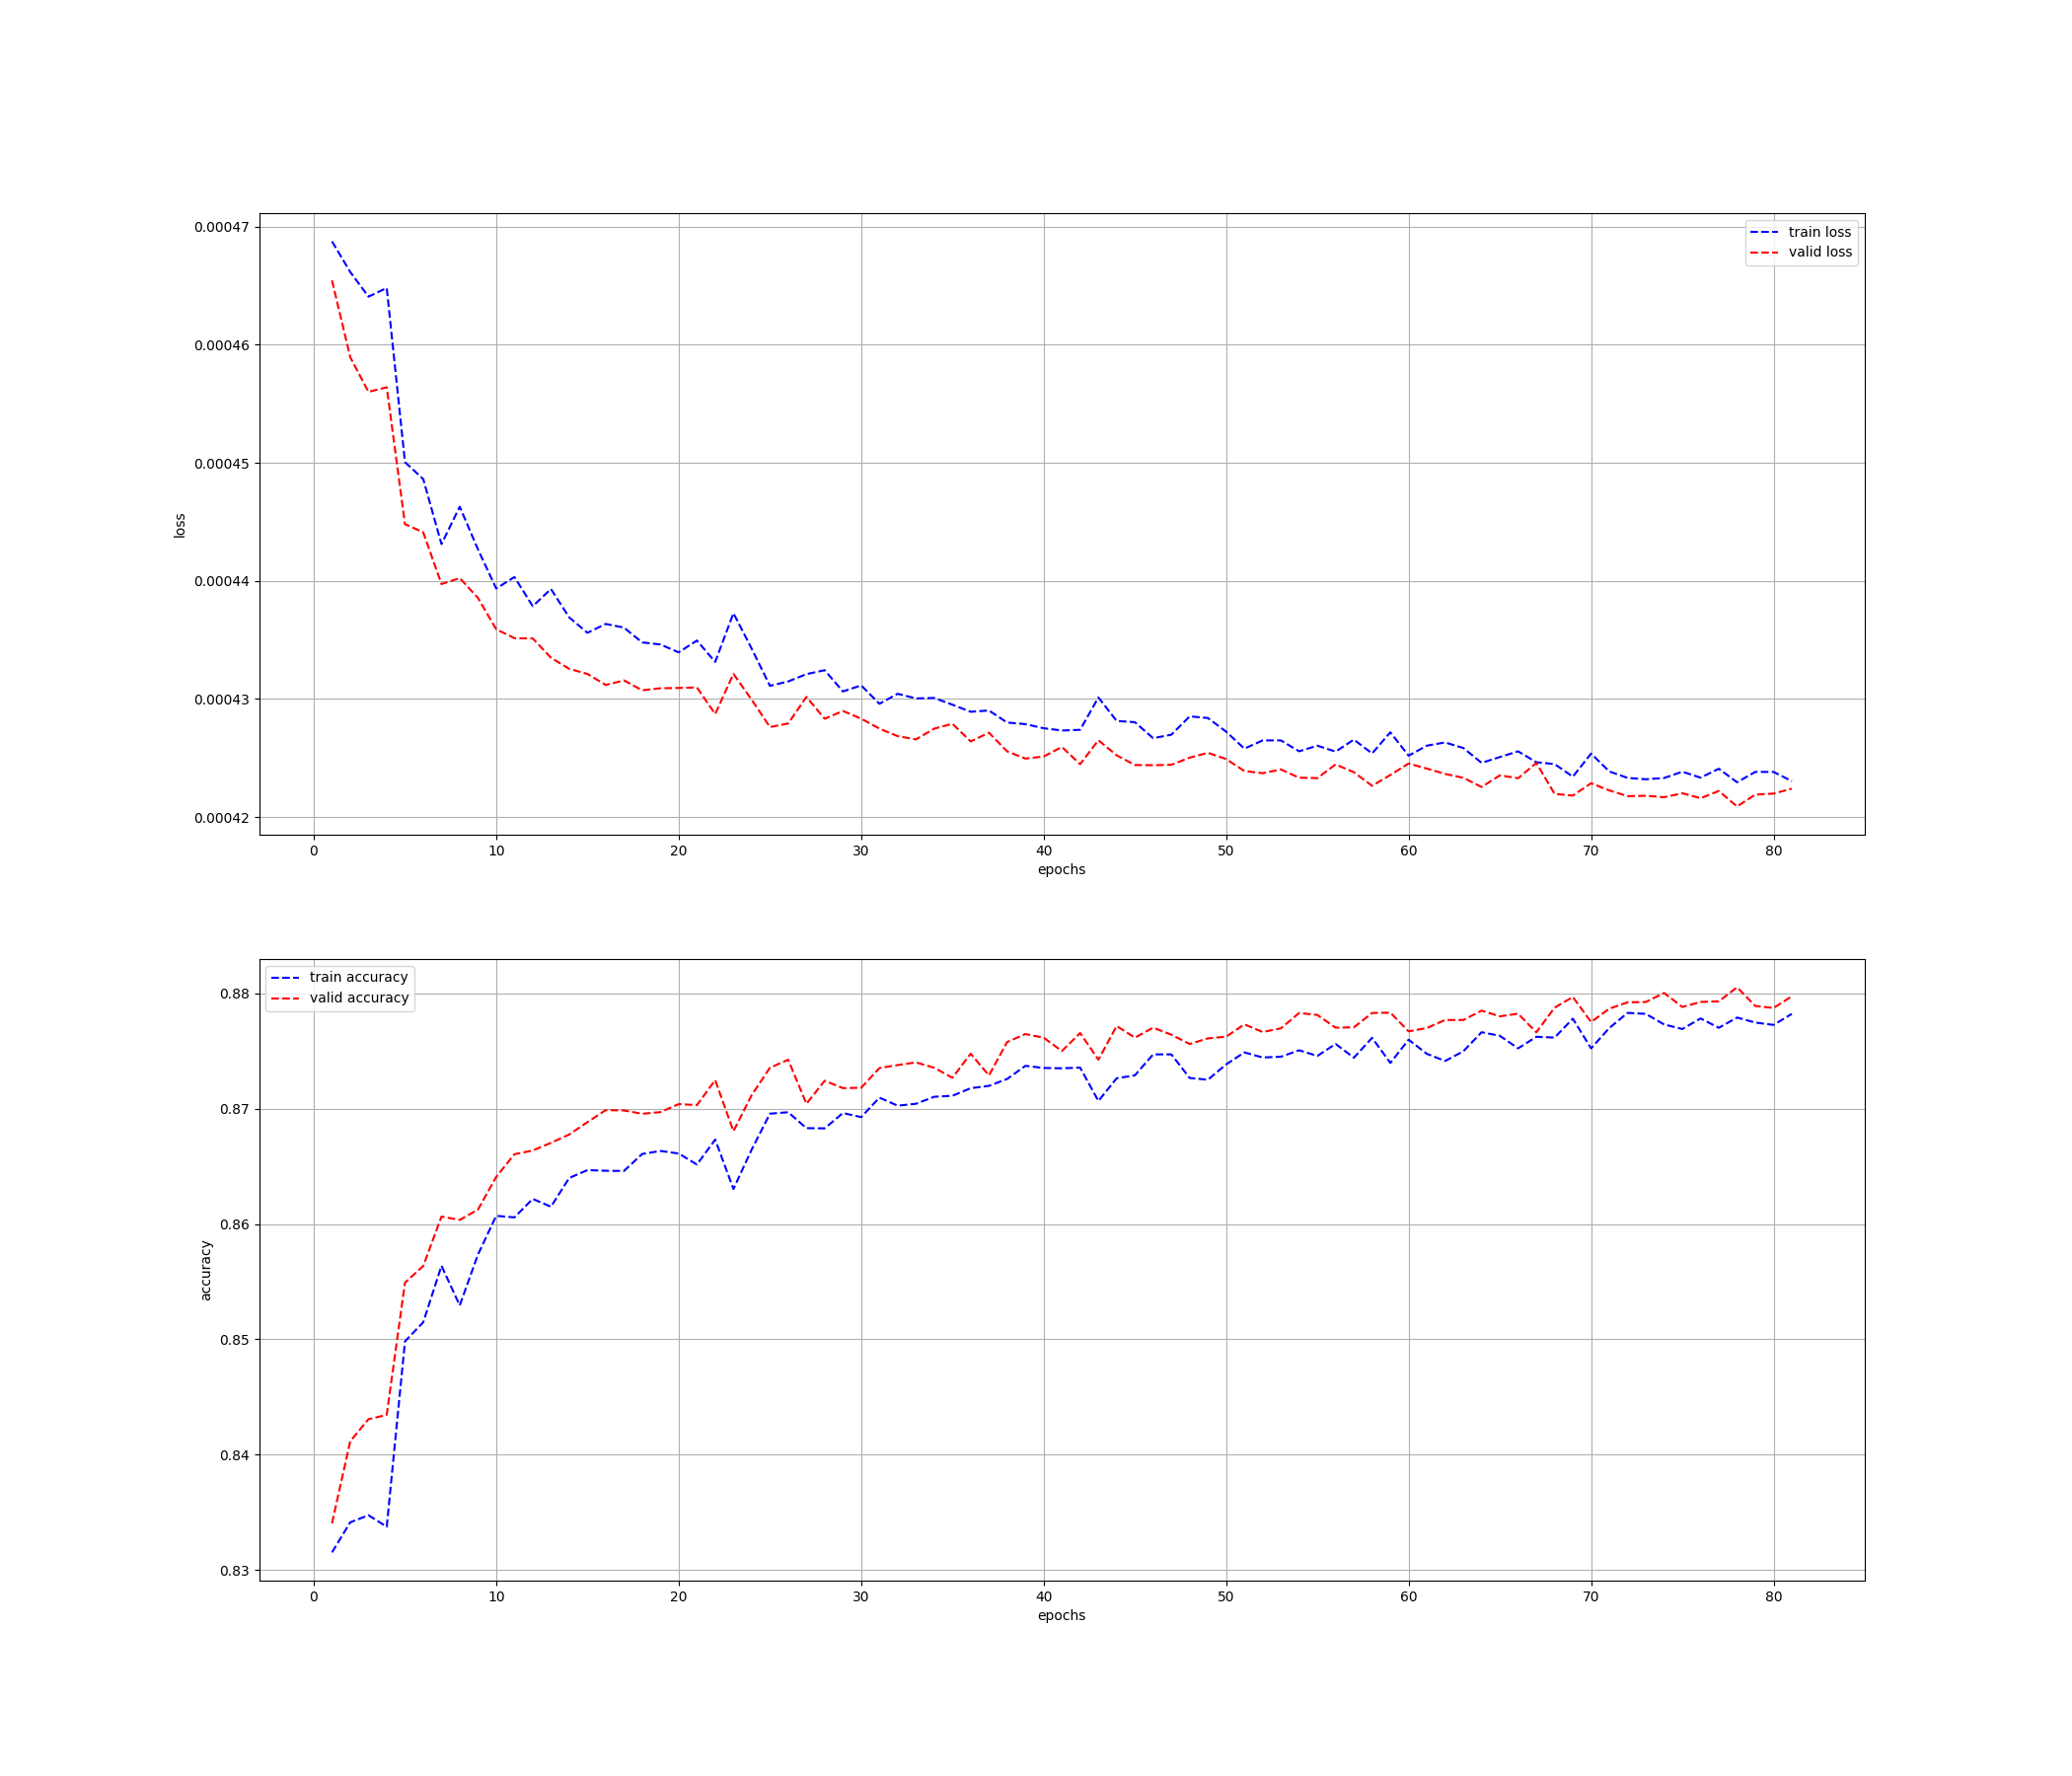 0.00047
train loss
valid loss
0.00046
0.00045
loss
0.00044
0.00043
0.00042
0 10 20 30 40 50 60 70 80
epochs
train accuracy
valid accuracy
0.88
0.87
0.86
accuracy
0.85
0.84
0.83
0 10 20 30 40 50 60 70 80
epochs